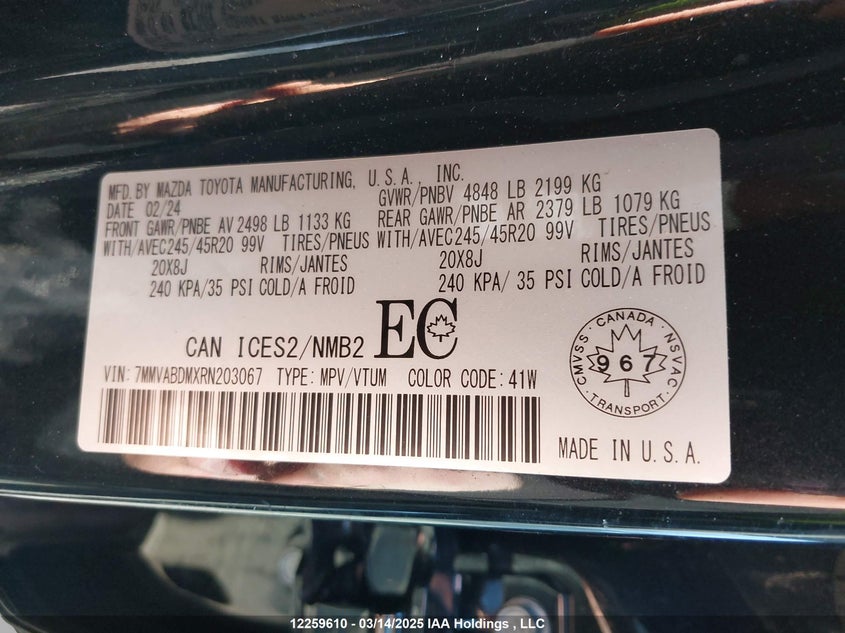 MFD. BY MAZDA TOYOTA MANUFACTURING, U.S.A., INC.
DATE 02/24
GVWR/PNBV 4848 LB 2199 KG
FRONT GAWR/PNBE AV 2498 LB 1133 KG
REAR GAWR/PNBE AR 2379 LB 1079 KG
WITH/AVEC245/45R20 99V TIRES/PNEUS
WITH/AVEC245/45R20 99V TIRES/PNEUS
20X8J RIMS/JANTES
20X8J RIMS/JANTES
240 KPA/35 PSI COLD/A FROID
240 KPA/ 35 PSI COLD/A FROID
CAN ICES2/NMB2 EC
CANADA
CMVSS 967 NSVAC
TRANSPORT
VIN:7MMVABDMXRN203067 TYPE:MPV/VTUM COLOR CODE:41W
MADE IN U.S.A.
12259610 - 03/14/2025 IAA Holdings , LLC